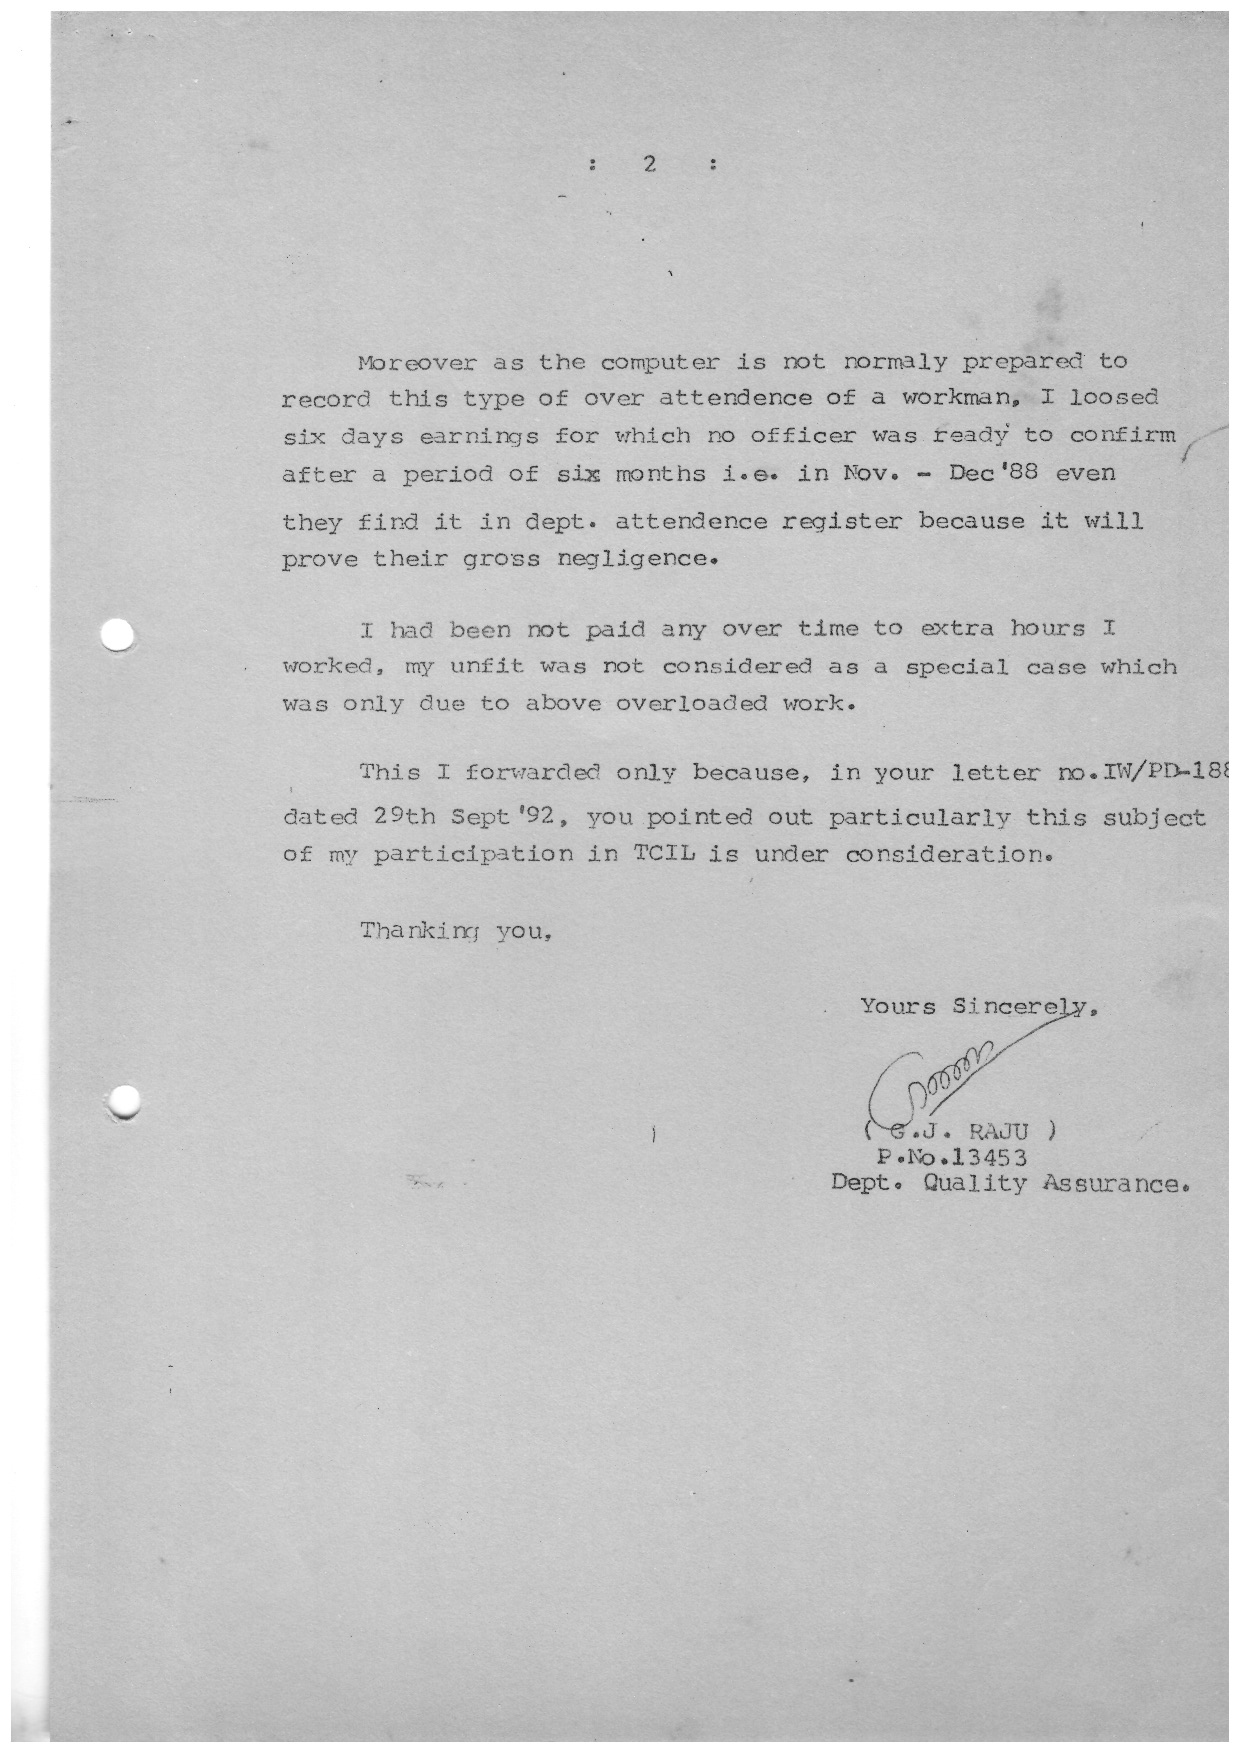 : 2 :
Moreover as the computer is not normaly prepared to
record this type of over attendence of a workman, I loosed
six days earnings for which no officer was ready to confirm
after a period of six months i.e. in Nov. - Dec'88 even
they find it in dept. attendence register because it will
prove their gross negligence.
I had been not paid any over time to extra hours I
worked, my unfit was not considered as a special case which
was only due to above overloaded work.
This I forwarded only because, in your letter no.IW/PD-188
dated 29th Sept'92, you pointed out particularly this subject
of my participation in TCIL is under consideration.
Thanking you,
Yours Sincerely,
( G.J. RAJU )
P.No.13453
Dept. Quality Assurance.